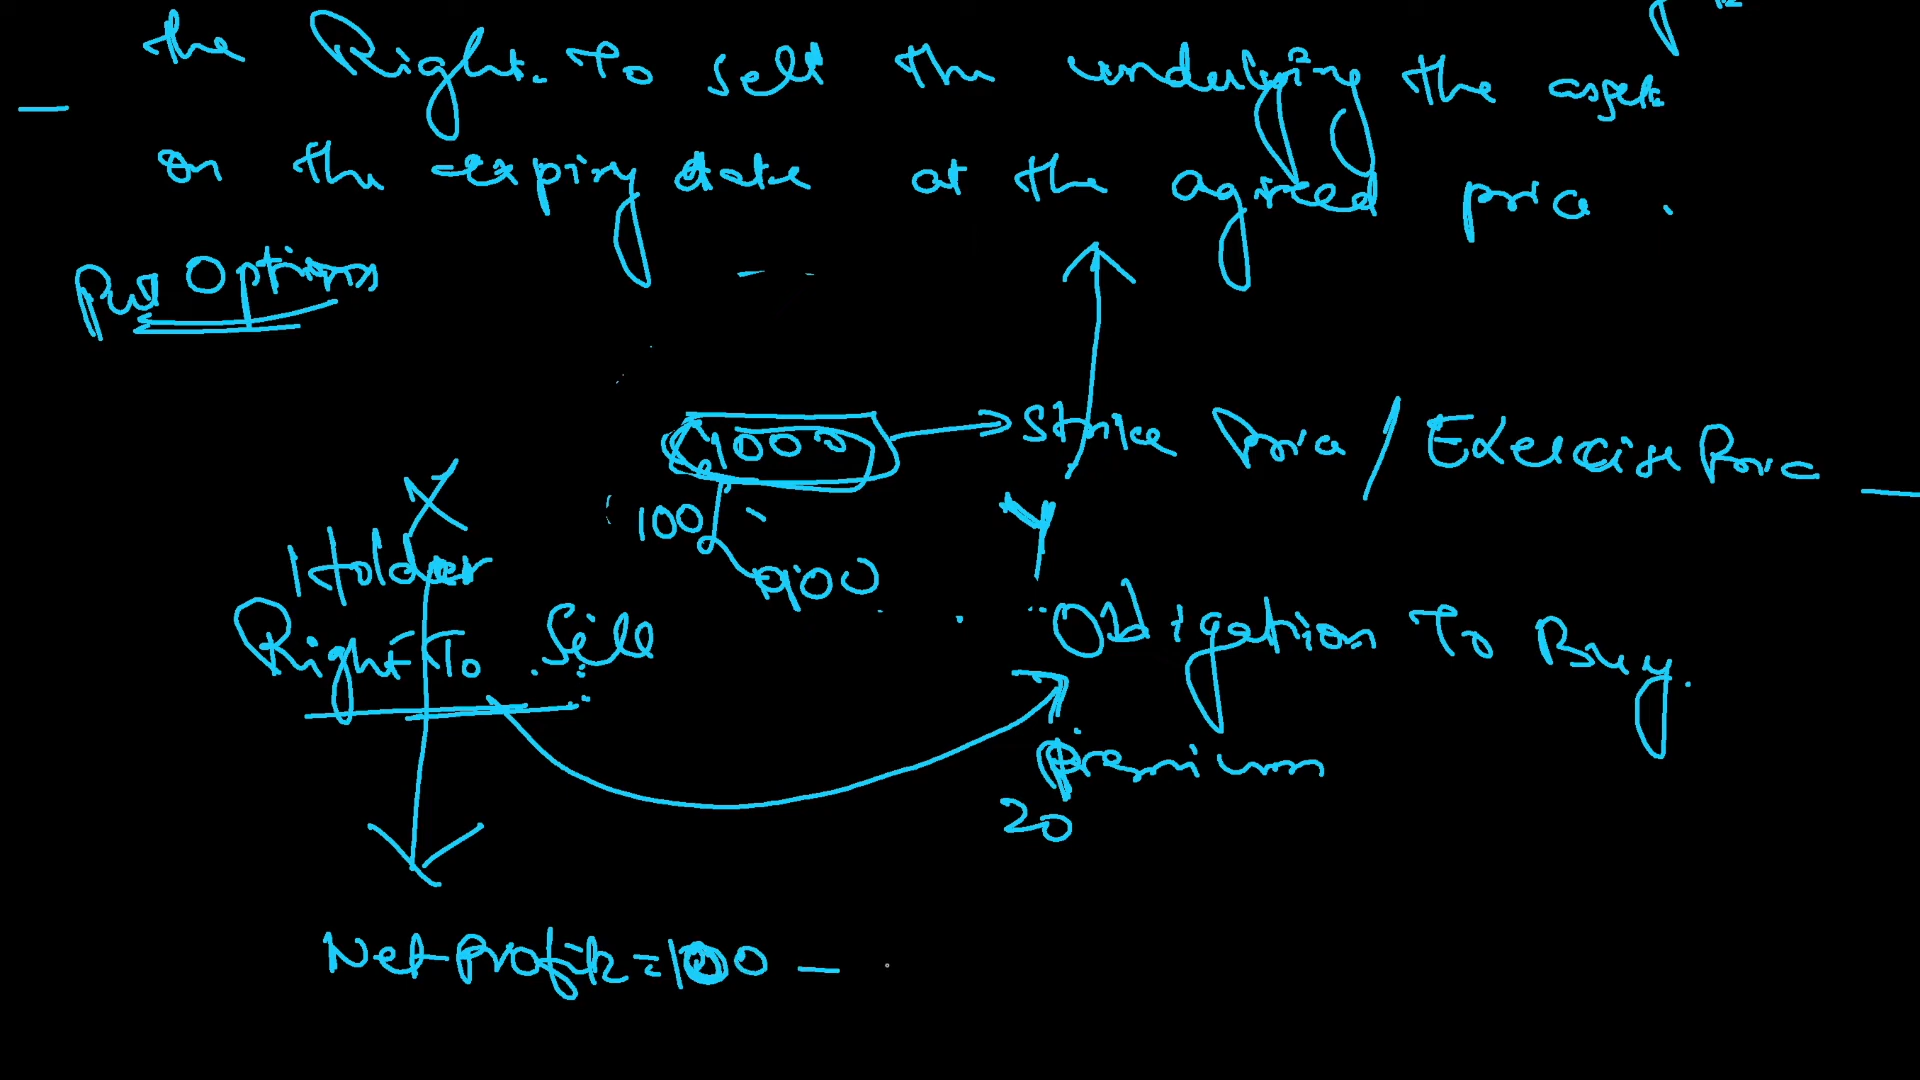 the Right To sell the underlying the asset
on the expiry date at the agreed price.
Put Options
1000 Strike Price / Exercise Price
X
100 Y
Holder 900
Right To Sell Obligation To Buy.
Premium
20
Net Profit = 100 -